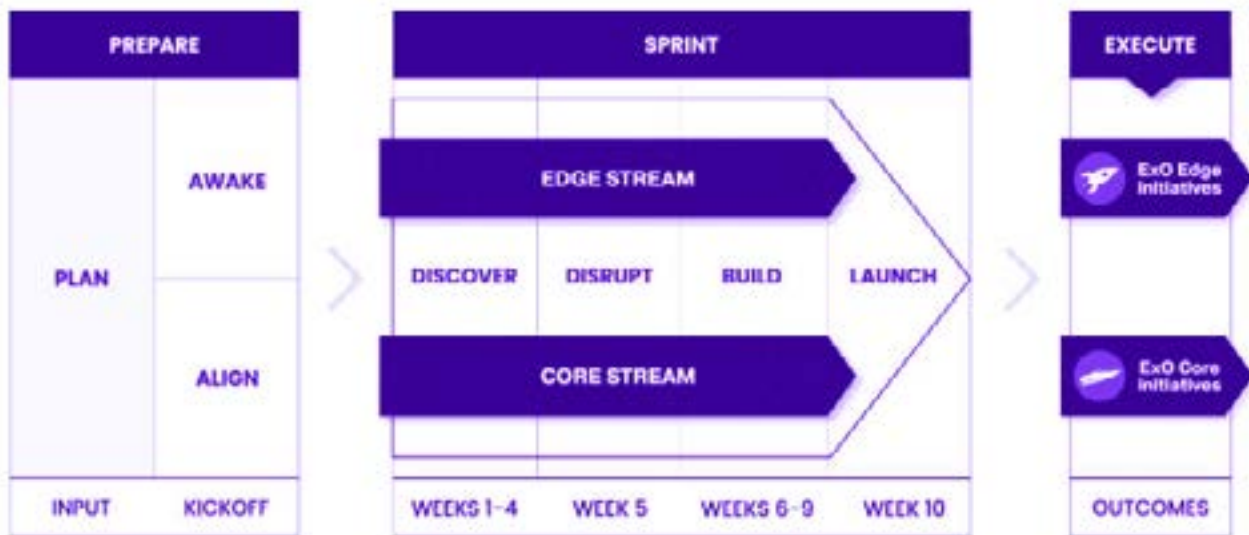 PREPARE
SPRINT
EXECUTE
PLAN
AWAKE
ALIGN
INPUT
KICKOFF
EDGE STREAM
DISCOVER
DISRUPT
BUILD
LAUNCH
CORE STREAM
WEEKS 1-4
WEEK 5
WEEKS 6-9
WEEK 10
ExO Edge
Initiatives
ExO Core
Initiatives
OUTCOMES